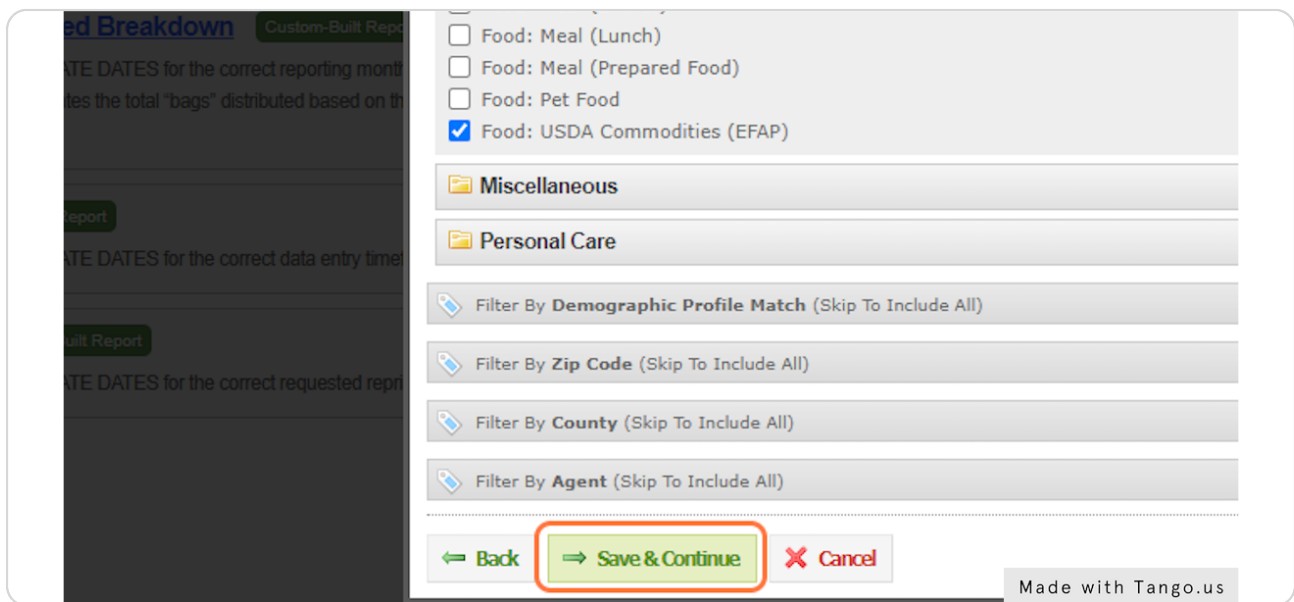 ed Breakdown
Custom-Built Repo
ATE DATES for the correct reporting month
tes the total "bags" distributed based on th
Report
ATE DATES for the correct data entry timef
uilt Report
ATE DATES for the correct requested repri
Food: Meal (Lunch)
Food: Meal (Prepared Food)
Food: Pet Food
Food: USDA Commodities (EFAP)
Miscellaneous
Personal Care
Filter By Demographic Profile Match (Skip To Include All)
Filter By Zip Code (Skip To Include All)
Filter By County (Skip To Include All)
Filter By Agent (Skip To Include All)
Back
Save & Continue
Cancel
Made with Tango.us